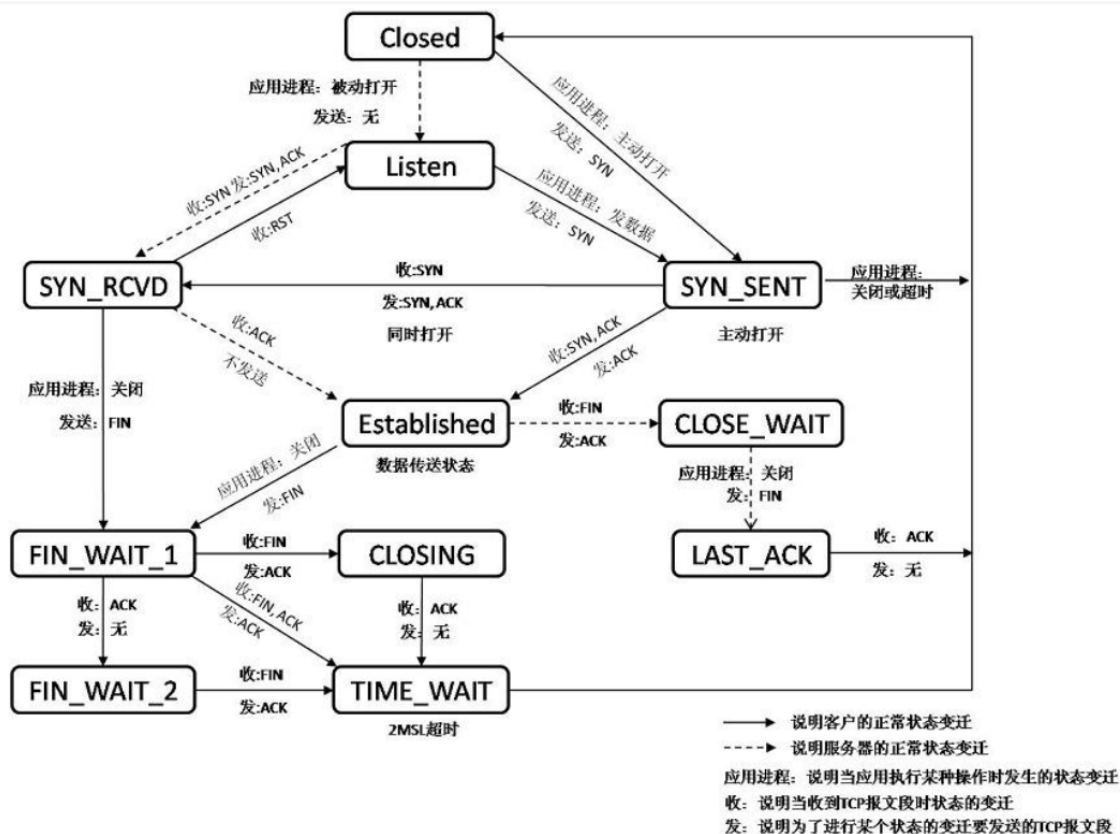 Closed
应用进程：被动打开
发送：无
应用进程：主动打开
发送：SYN
Listen
收:SYN 发:SYN,ACK
收:RST
应用进程：发数据
发送：SYN
SYN_RCVD
收:SYN
发:SYN,ACK
同时打开
SYN_SENT
主动打开
应用进程：
关闭或超时
收:ACK
不发送
收:SYN,ACK
发:ACK
应用进程：关闭
发送：FIN
Established
数据传送状态
收:FIN
发:ACK
CLOSE_WAIT
应用进程：关闭
发:FIN
应用进程：关闭
发：FIN
FIN_WAIT_1
收:FIN
发:ACK
CLOSING
LAST_ACK
收：ACK
发：无
收：ACK
发：无
收:FIN,ACK
发:ACK
收：ACK
发：无
FIN_WAIT_2
收:FIN
发:ACK
TIME_WAIT
2MSL超时
说明客户的正常状态变迁
说明服务器的正常状态变迁
应用进程：说明当应用执行某种操作时发生的状态变迁
收：说明当收到TCP报文段时状态的变迁
发：说明为了进行某个状态的变迁要发送的TCP报文段